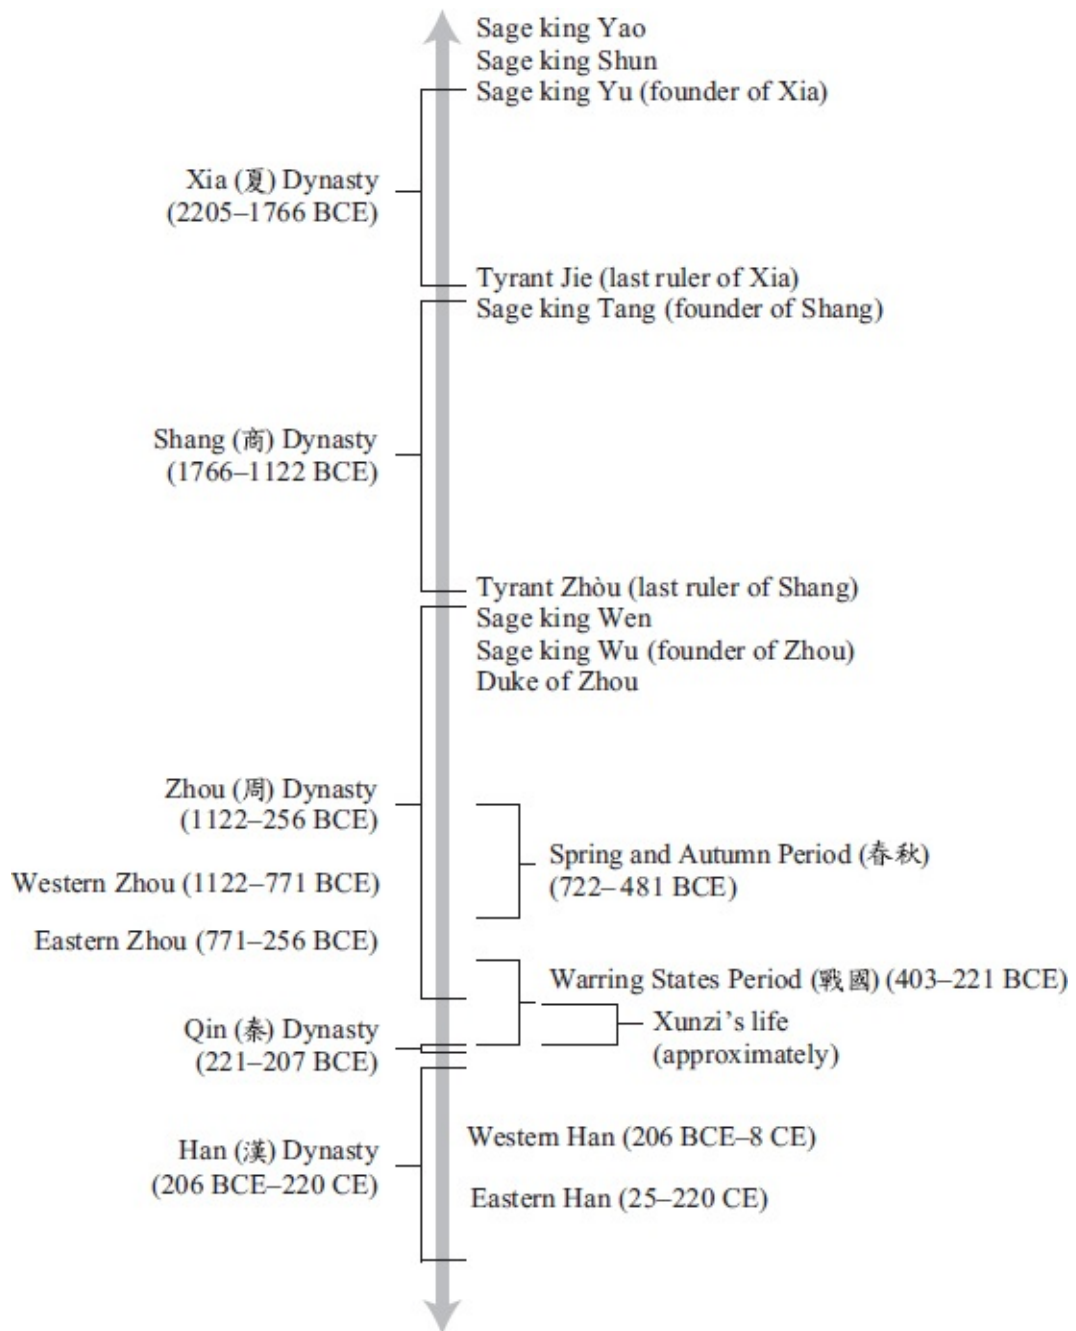 Sage king Yao
Sage king Shun
Sage king Yu (founder of Xia)
Xia (夏) Dynasty
(2205–1766 BCE)
Tyrant Jie (last ruler of Xia)
Sage king Tang (founder of Shang)
Shang (商) Dynasty
(1766–1122 BCE)
Tyrant Zhòu (last ruler of Shang)
Sage king Wen
Sage king Wu (founder of Zhou)
Duke of Zhou
Zhou (周) Dynasty
(1122–256 BCE)
Spring and Autumn Period (春秋)
(722–481 BCE)
Western Zhou (1122–771 BCE)
Eastern Zhou (771–256 BCE)
Warring States Period (戰國) (403–221 BCE)
Xunzi’s life
(approximately)
Qin (秦) Dynasty
(221–207 BCE)
Han (漢) Dynasty
(206 BCE–220 CE)
Western Han (206 BCE–8 CE)
Eastern Han (25–220 CE)